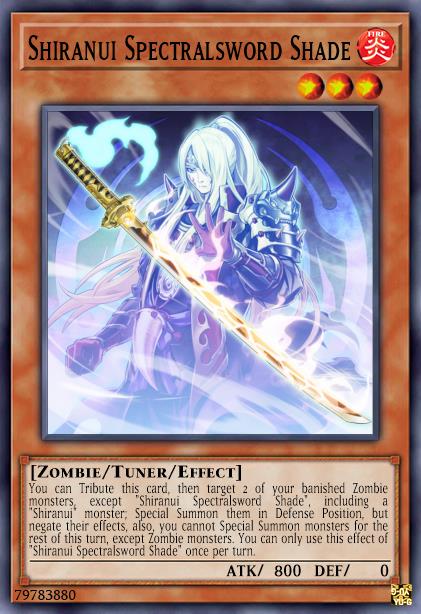 SHIRANUI SPECTRALSWORD SHADE
FIRE
炎
[ZOMBIE/TUNER/EFFECT]
You can Tribute this card, then target 2 of your banished Zombie
monsters, except "Shiranui Spectralsword Shade", including a
"Shiranui" monster; Special Summon them in Defense Position, but
negate their effects, also, you cannot Special Summon monsters for the
rest of this turn, except Zombie monsters. You can only use this effect of
"Shiranui Spectralsword Shade" once per turn.
ATK/ 800 DEF/ 0
79783880